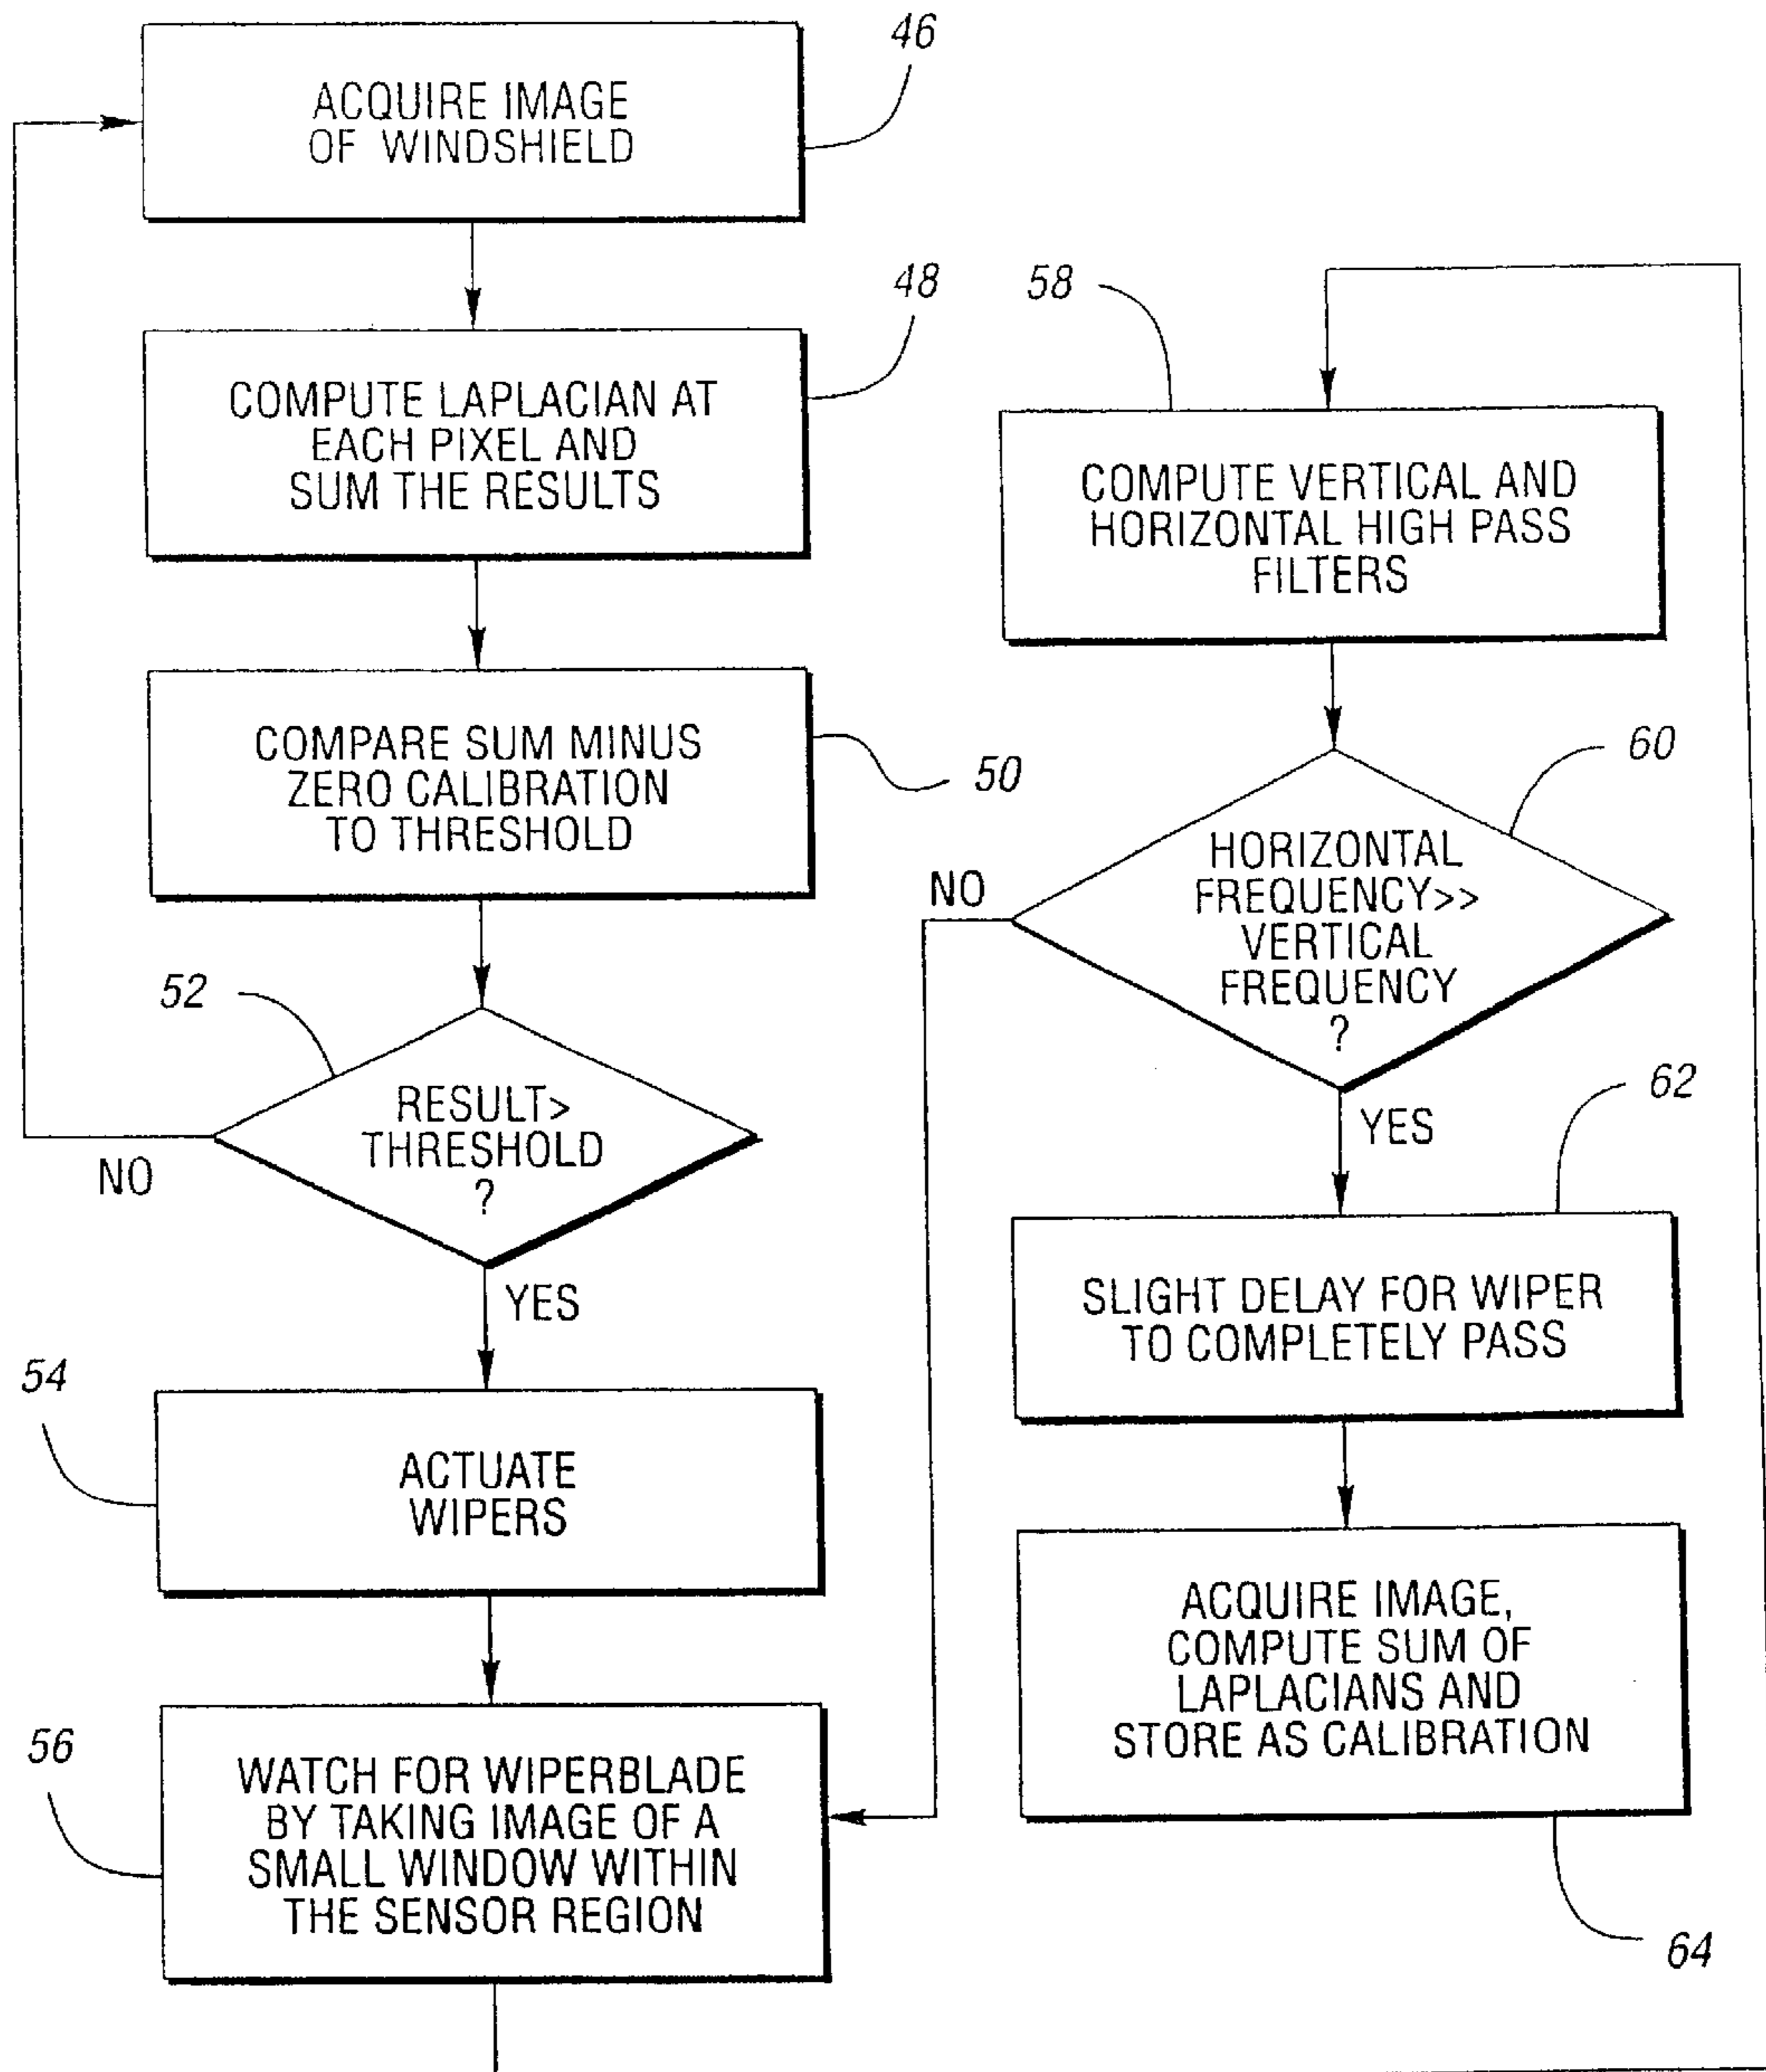 46
ACQUIRE IMAGE
OF WINDSHIELD
48
COMPUTE LAPLACIAN AT
EACH PIXEL AND
SUM THE RESULTS
50
COMPARE SUM MINUS
ZERO CALIBRATION
TO THRESHOLD
52
RESULT>
THRESHOLD
?
NO
YES
54
ACTUATE
WIPERS
56
WATCH FOR WIPERBLADE
BY TAKING IMAGE OF A
SMALL WINDOW WITHIN
THE SENSOR REGION
58
COMPUTE VERTICAL AND
HORIZONTAL HIGH PASS
FILTERS
60
HORIZONTAL
FREQUENCY>>
VERTICAL
FREQUENCY
?
NO
YES
62
SLIGHT DELAY FOR WIPER
TO COMPLETELY PASS
ACQUIRE IMAGE,
COMPUTE SUM OF
LAPLACIANS AND
STORE AS CALIBRATION
64